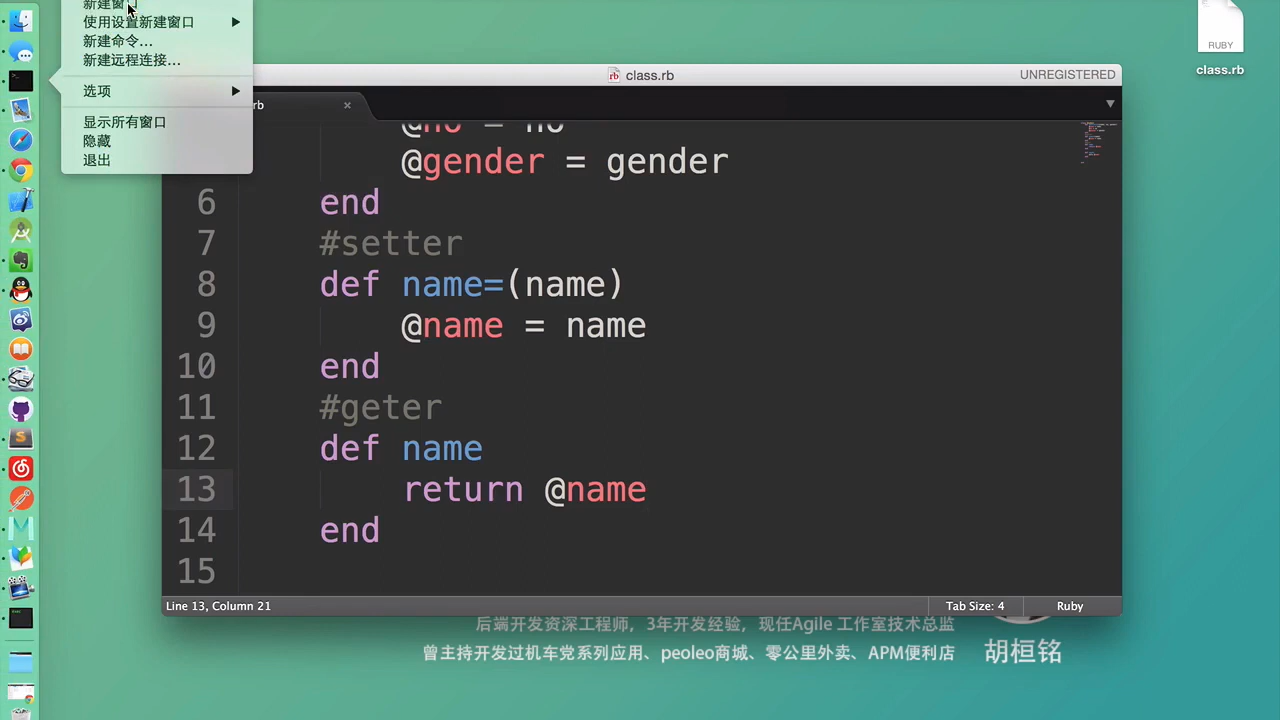 新建窗口
使用设置新建窗口
新建命令...
新建远程连接...
选项
显示所有窗口
隐藏
退出
RUBY
class.rb
class.rb
UNREGISTERED
rb
@no = no
@gender = gender
6 end
7 #setter
8 def name=(name)
9 @name = name
10 end
11 #geter
12 def name
13 return @name
14 end
15
Line 13, Column 21
Tab Size: 4
Ruby
后端开发资深工程师，3年开发经验，现任Agile 工作室技术总监
曾主持开发过机车党系列应用、peoleo商城、零公里外卖、APM便利店
胡桓铭